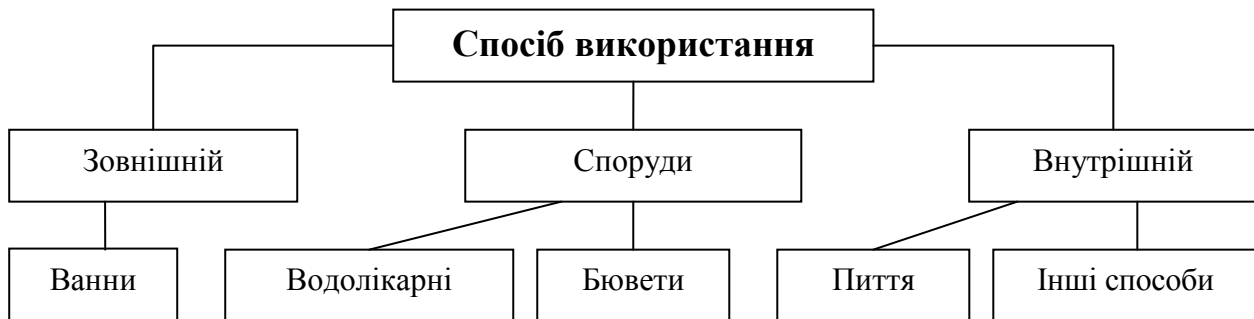 Спосіб використання
Зовнішній
Споруди
Внутрішній
Ванни
Водолікарні
Бювети
Пиття
Інші способи